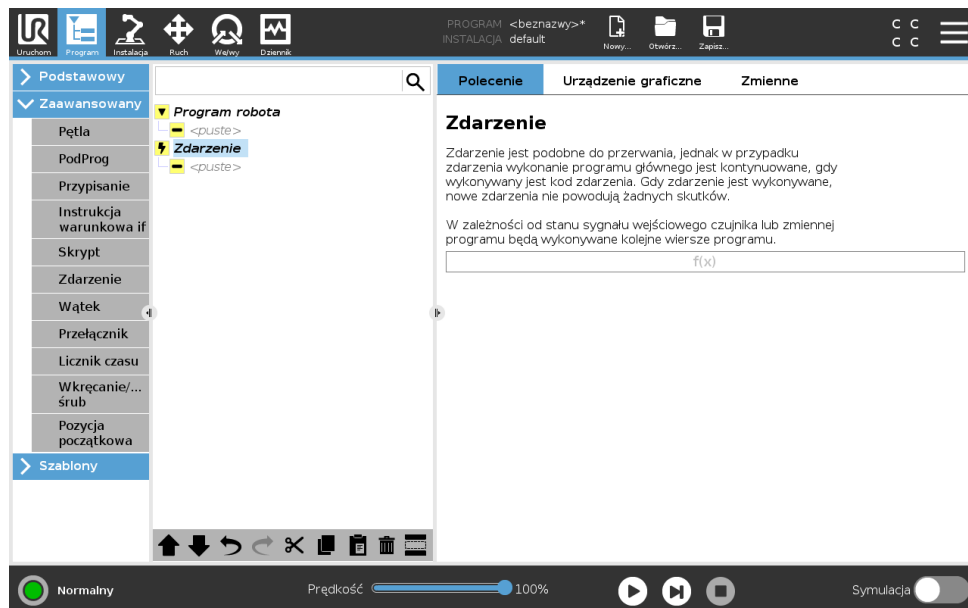 PROGRAM <beznazwy>*
INSTALACJA default
Uruchom Program Instalacja Ruch We/wy Dziennik Nowy... Otwórz... Zapisz...
C C
C C
Podstawowy
Zaawansowany
Pętla
PodProg
Przypisanie
Instrukcja
warunkowa if
Skrypt
Zdarzenie
Wątek
Przełącznik
Licznik czasu
Wkręcanie/...
śrub
Pozycja
początkowa
Szablony
Program robota
<puste>
Zdarzenie
<puste>
Polecenie Urządzenie graficzne Zmienne
Zdarzenie
Zdarzenie jest podobne do przerwania, jednak w przypadku
zdarzenia wykonanie programu głównego jest kontynuowane, gdy
wykonywany jest kod zdarzenia. Gdy zdarzenie jest wykonywane,
nowe zdarzenia nie powodują żadnych skutków.
W zależności od stanu sygnału wejściowego czujnika lub zmiennej
programu będą wykonywane kolejne wiersze programu.
f(x)
Normalny
Prędkość 100%
Symulacja